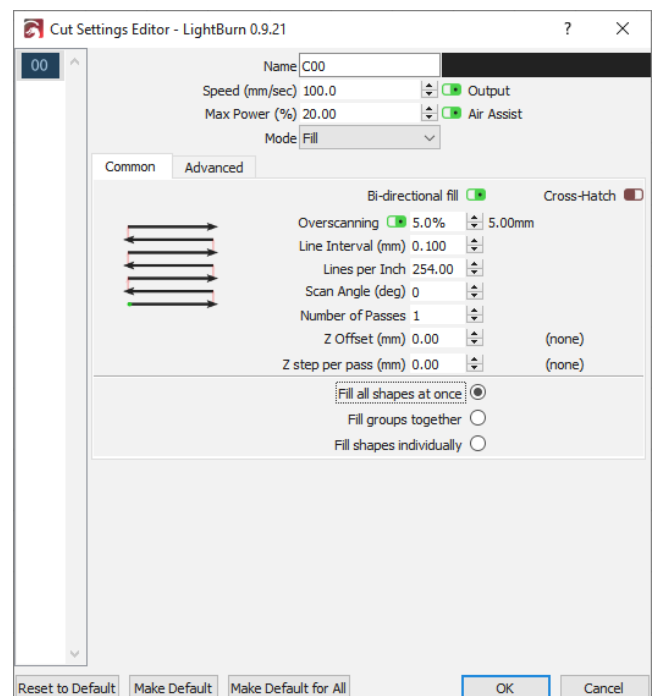 Cut Settings Editor - LightBurn 0.9.21 ? ×
00
Name C00
Speed (mm/sec) 100.0 Output
Max Power (%) 20.00 Air Assist
Mode Fill
Common Advanced
Bi-directional fill Cross-Hatch
Overscanning 5.0% 5.00mm
Line Interval (mm) 0.100
Lines per Inch 254.00
Scan Angle (deg) 0
Number of Passes 1
Z Offset (mm) 0.00 (none)
Z step per pass (mm) 0.00 (none)
Fill all shapes at once
Fill groups together
Fill shapes individually
Reset to Default Make Default Make Default for All OK Cancel